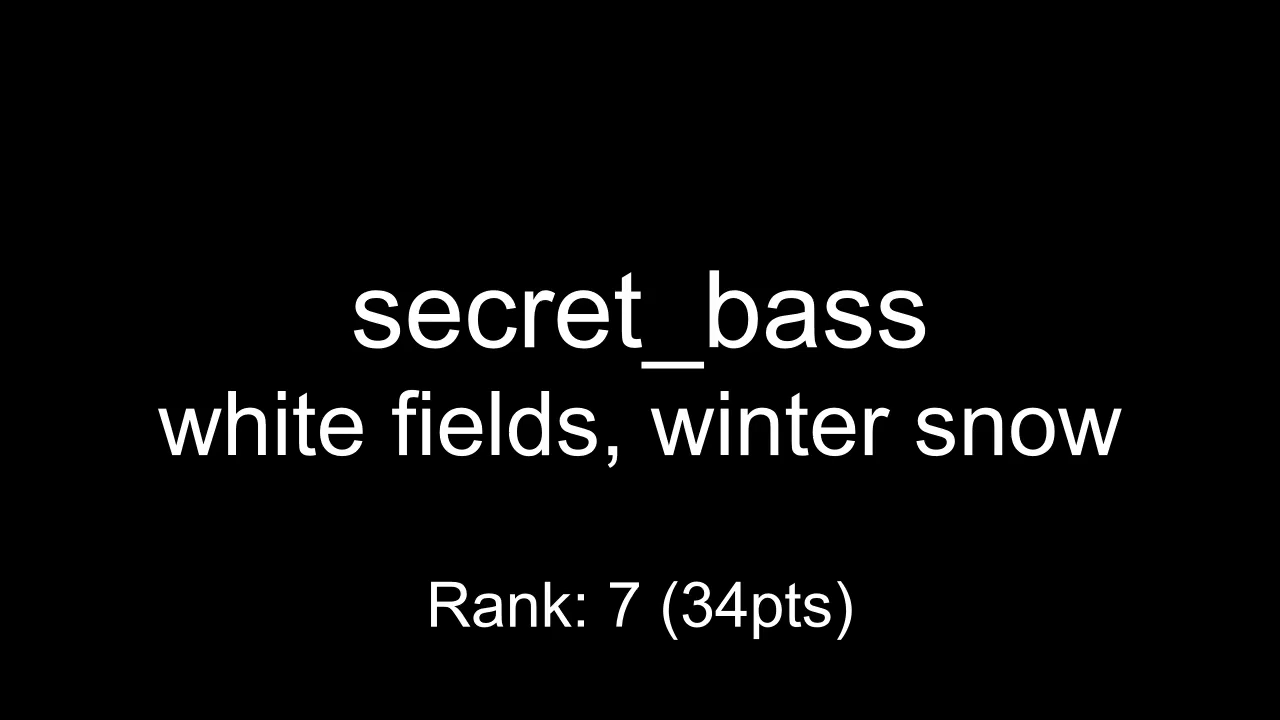 secret_bass
white fields, winter snow
Rank: 7 (34pts)